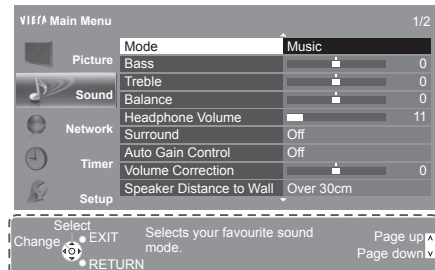 VIErA Main Menu 1/2
Picture
Sound
Network
Timer
Setup
Mode Music
Bass 0
Treble 0
Balance 0
Headphone Volume 11
Surround Off
Auto Gain Control Off
Volume Correction 0
Speaker Distance to Wall Over 30cm
Select
Change
EXIT
RETURN
Selects your favourite sound
mode.
Page up
Page down